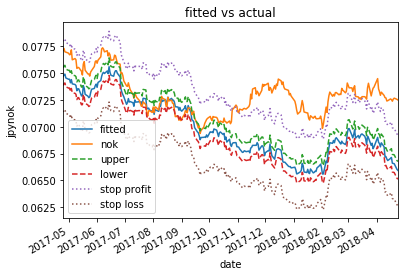 fitted vs actual
jpynok
0.0775
0.0750
0.0725
0.0700
0.0675
0.0650
0.0625
fitted
nok
upper
lower
stop profit
stop loss
2017-05
2017-06
2017-07
2017-08
2017-09
2017-10
2017-11
2017-12
2018-01
2018-02
2018-03
2018-04
date